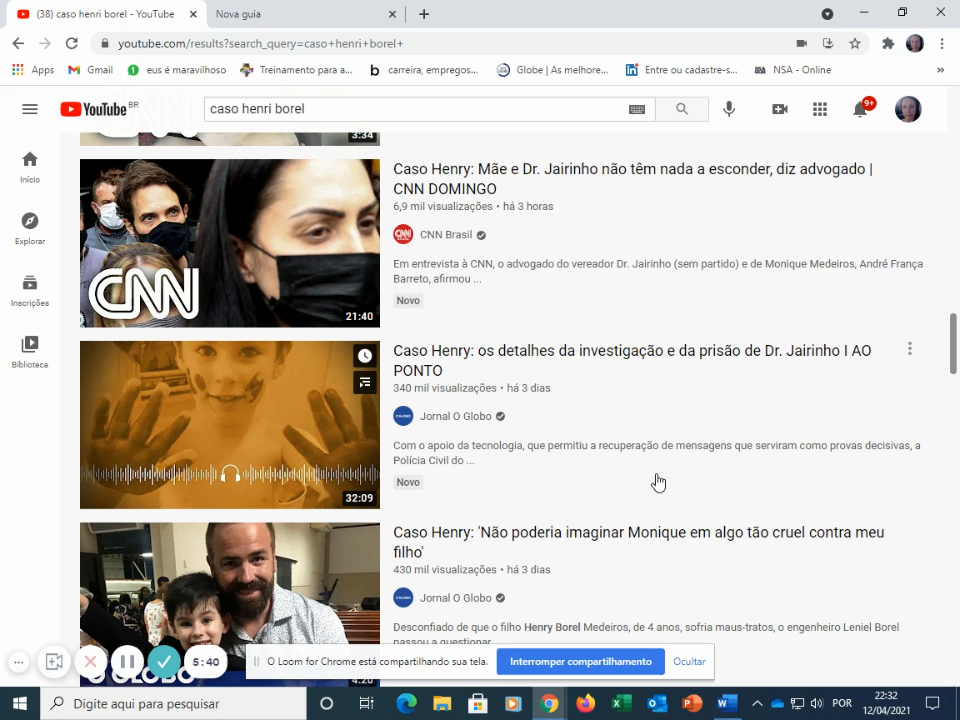 (38) caso henri borel - YouTube
Nova guia
youtube.com/results?search_query=caso+henri+borel+
Apps
Gmail
eus é maravilhoso
Treinamento para a...
carreira, empregos...
Globe | As melhore...
Entre ou cadastre-s...
NSA - Online
YouTube BR
caso henri borel
9+
CNN
3:34
Início
Explorar
Inscrições
Biblioteca
CNN
21:40
Caso Henry: Mãe e Dr. Jairinho não têm nada a esconder, diz advogado |
CNN DOMINGO
6,9 mil visualizações • há 3 horas
CNN Brasil
Em entrevista à CNN, o advogado do vereador Dr. Jairinho (sem partido) e de Monique Medeiros, André França
Barreto, afirmou ...
Novo
32:09
Caso Henry: os detalhes da investigação e da prisão de Dr. Jairinho I AO
PONTO
340 mil visualizações • há 3 dias
Jornal O Globo
Com o apoio da tecnologia, que permitiu a recuperação de mensagens que serviram como provas decisivas, a
Polícia Civil do ...
Novo
Caso Henry: 'Não poderia imaginar Monique em algo tão cruel contra meu
filho'
430 mil visualizações • há 3 dias
Jornal O Globo
Desconfiado de que o filho Henry Borel Medeiros, de 4 anos, sofria maus-tratos, o engenheiro Leniel Borel
passou a questionar
O GLOBO
4:20
5:40
O Loom for Chrome está compartilhando sua tela.
Interromper compartilhamento
Ocultar
Digite aqui para pesquisar
POR
22:32
12/04/2021